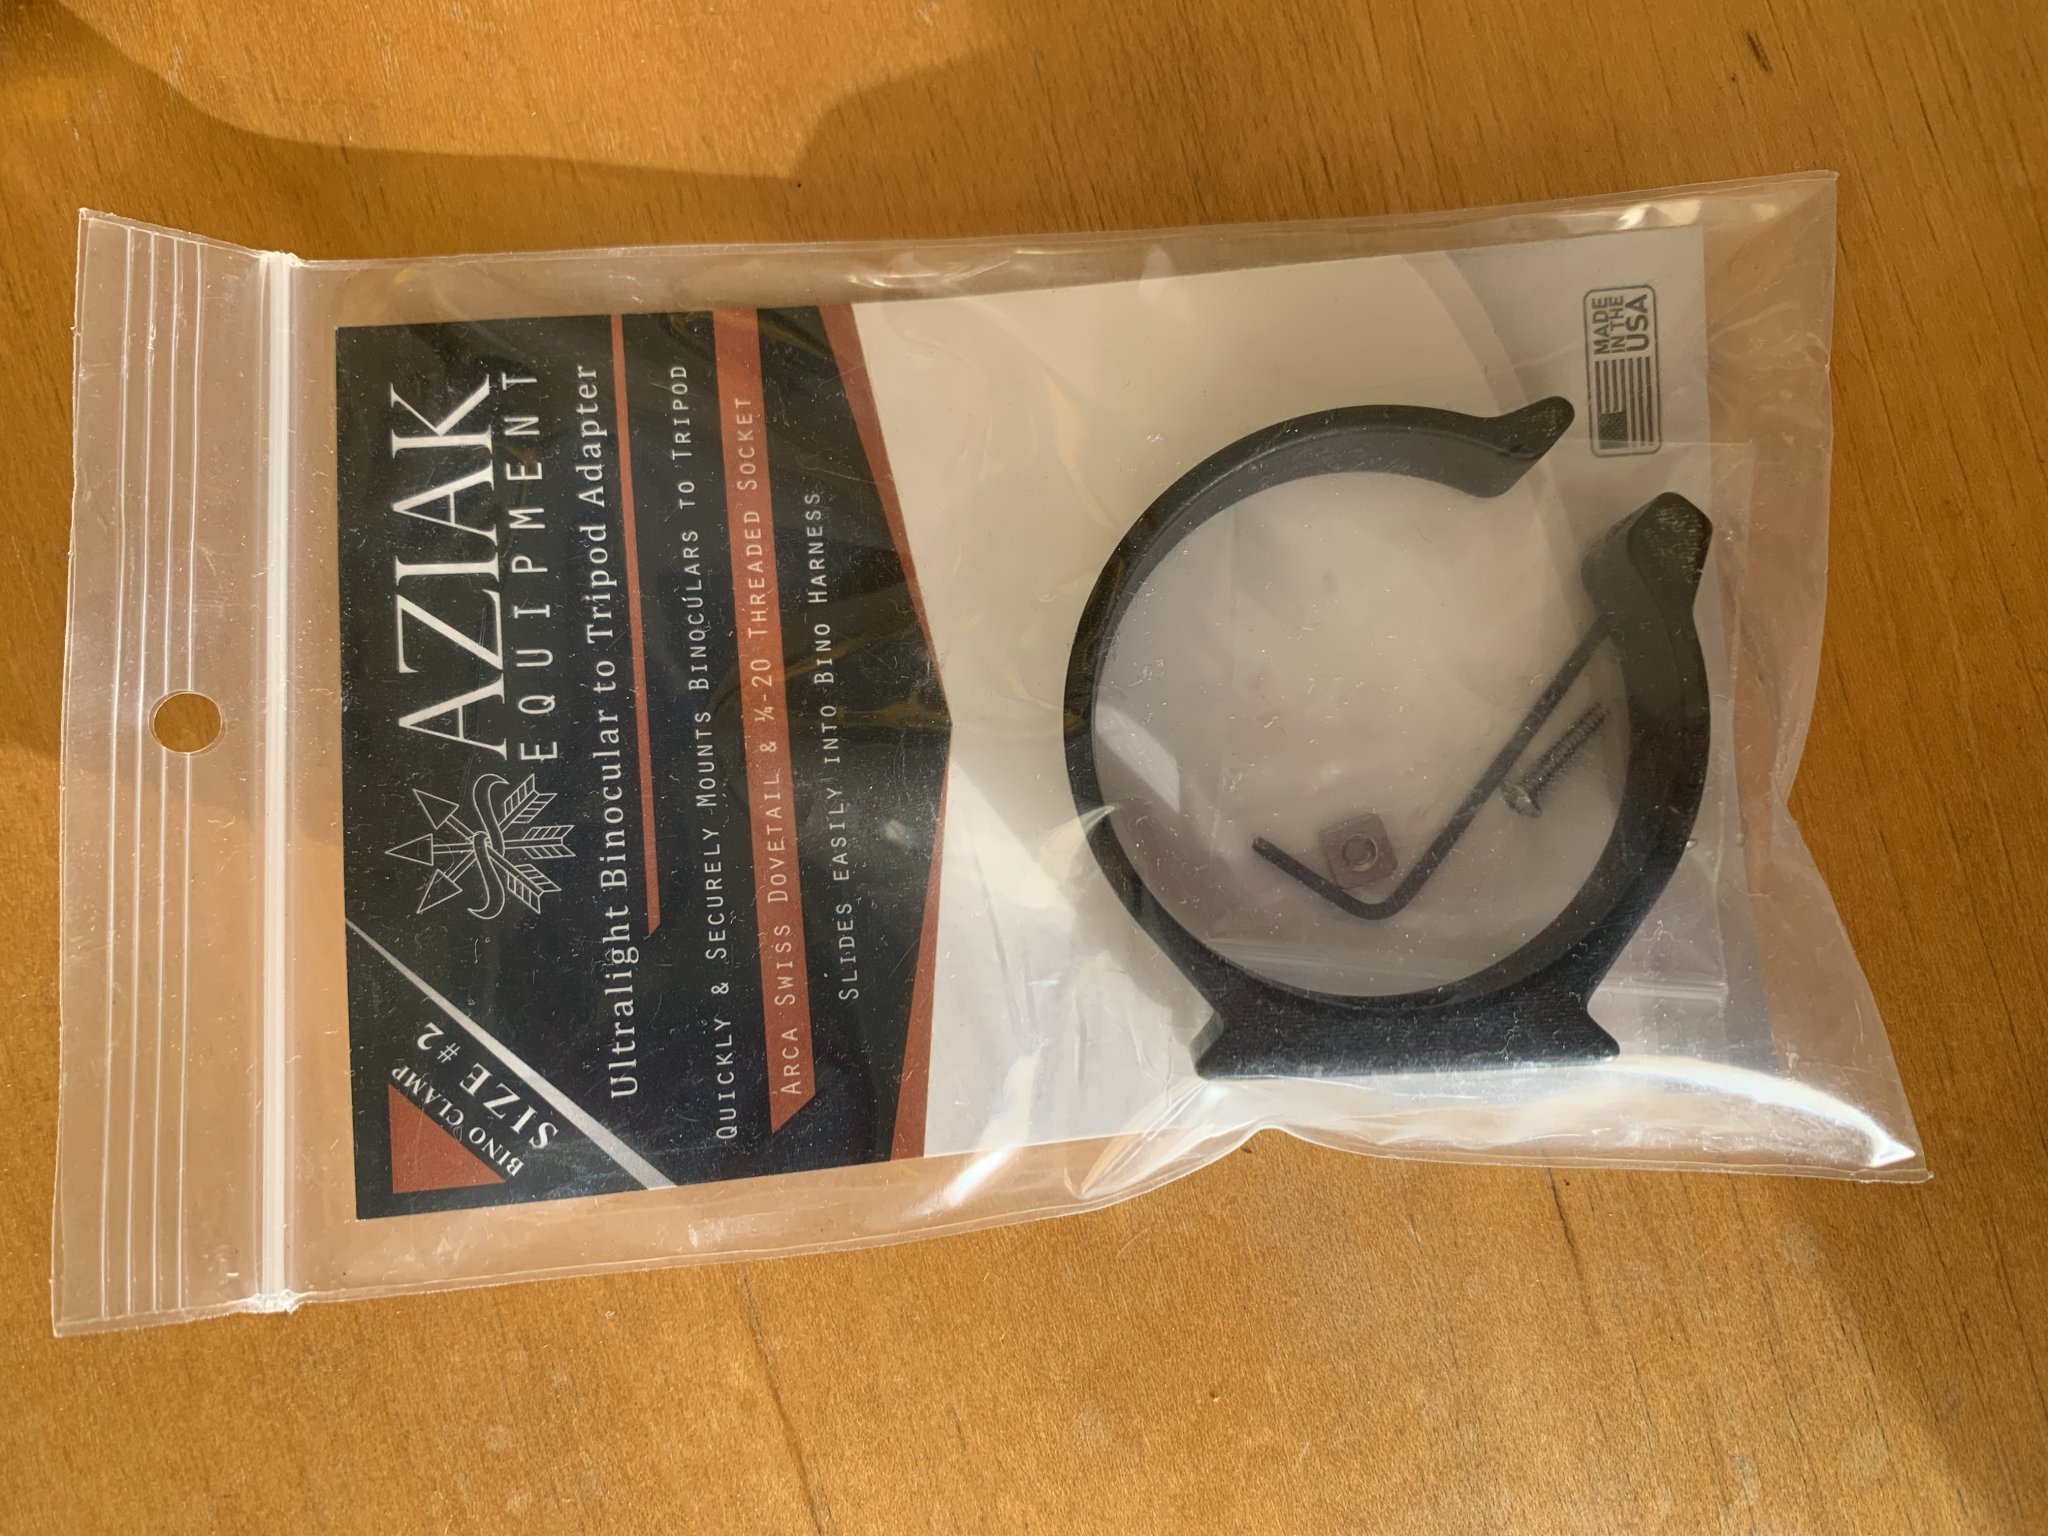 AZIAK
EQUIPMENT
BINO CLAMP
SIZE #2
Ultralight Binocular to Tripod Adapter
QUICKLY & SECURELY MOUNTS BINOCULARS TO TRIPOD
ARCA SWISS DOVETAIL & ¼-20 THREADED SOCKET
SLIDES EASILY INTO BINO HARNESS
MADE
IN THE
USA